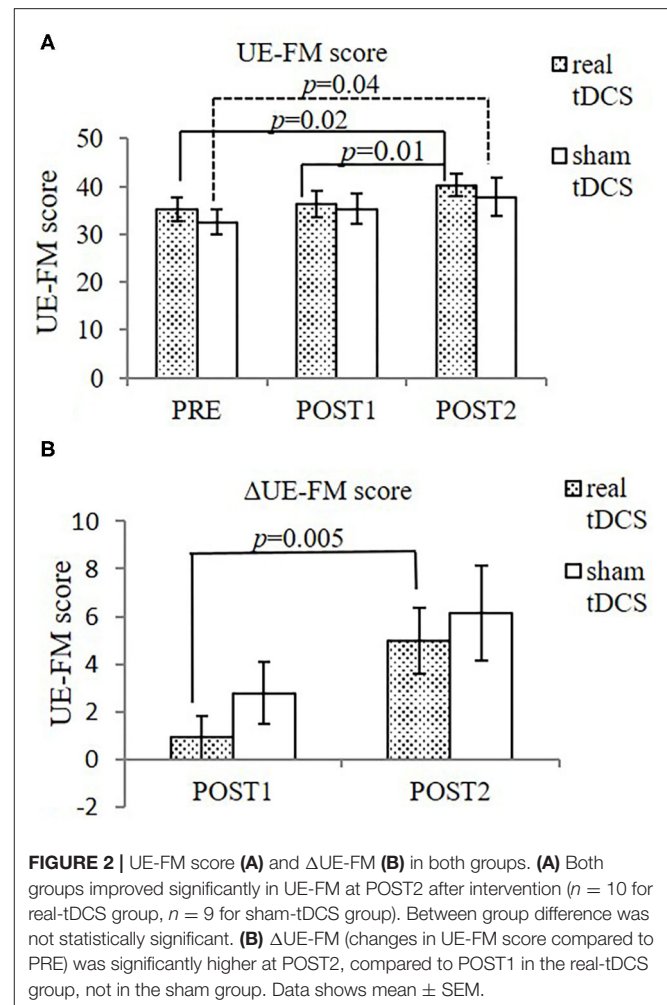 A
UE-FM score
real
tDCS
p=0.04
p=0.02
sham
tDCS
p=0.01
50
40
30
20
10
0
UE-FM score
PRE POST1 POST2
B
ΔUE-FM score
real
tDCS
p=0.005
sham
tDCS
10
8
6
4
2
0
-2
UE-FM score
POST1 POST2
FIGURE 2 | UE-FM score (A) and ΔUE-FM (B) in both groups. (A) Both
groups improved significantly in UE-FM at POST2 after intervention (n = 10 for
real-tDCS group, n = 9 for sham-tDCS group). Between group difference was
not statistically significant. (B) ΔUE-FM (changes in UE-FM score compared to
PRE) was significantly higher at POST2, compared to POST1 in the real-tDCS
group, not in the sham group. Data shows mean ± SEM.